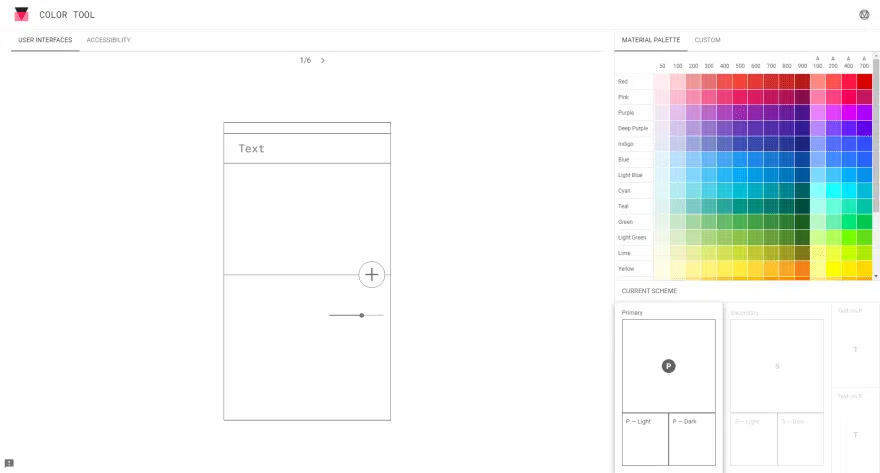 COLOR TOOL
USER INTERFACES ACCESSIBILITY
1/6
Text
MATERIAL PALETTE CUSTOM
50 100 200 300 400 500 600 700 800 900 A 100 A 200 A 400 A 700
Red
Pink
Purple
Deep Purple
Indigo
Blue
Light Blue
Cyan
Teal
Green
Light Green
Lime
Yellow
CURRENT SCHEME
Primary
P
P — Light P — Dark
Secondary
S
S — Light S — Dark
Text on P
T
Text on S
T